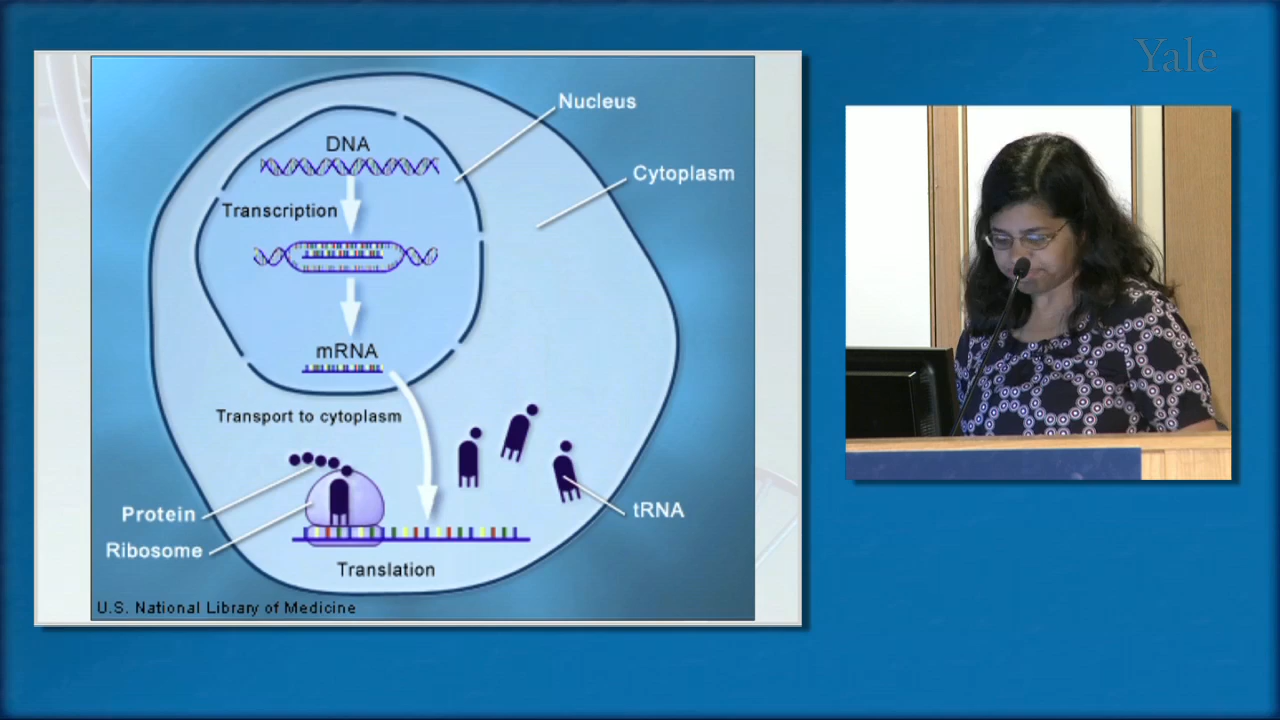 Yale
Nucleus
DNA
Cytoplasm
Transcription
mRNA
Transport to cytoplasm
Protein
tRNA
Ribosome
Translation
U.S. National Library of Medicine